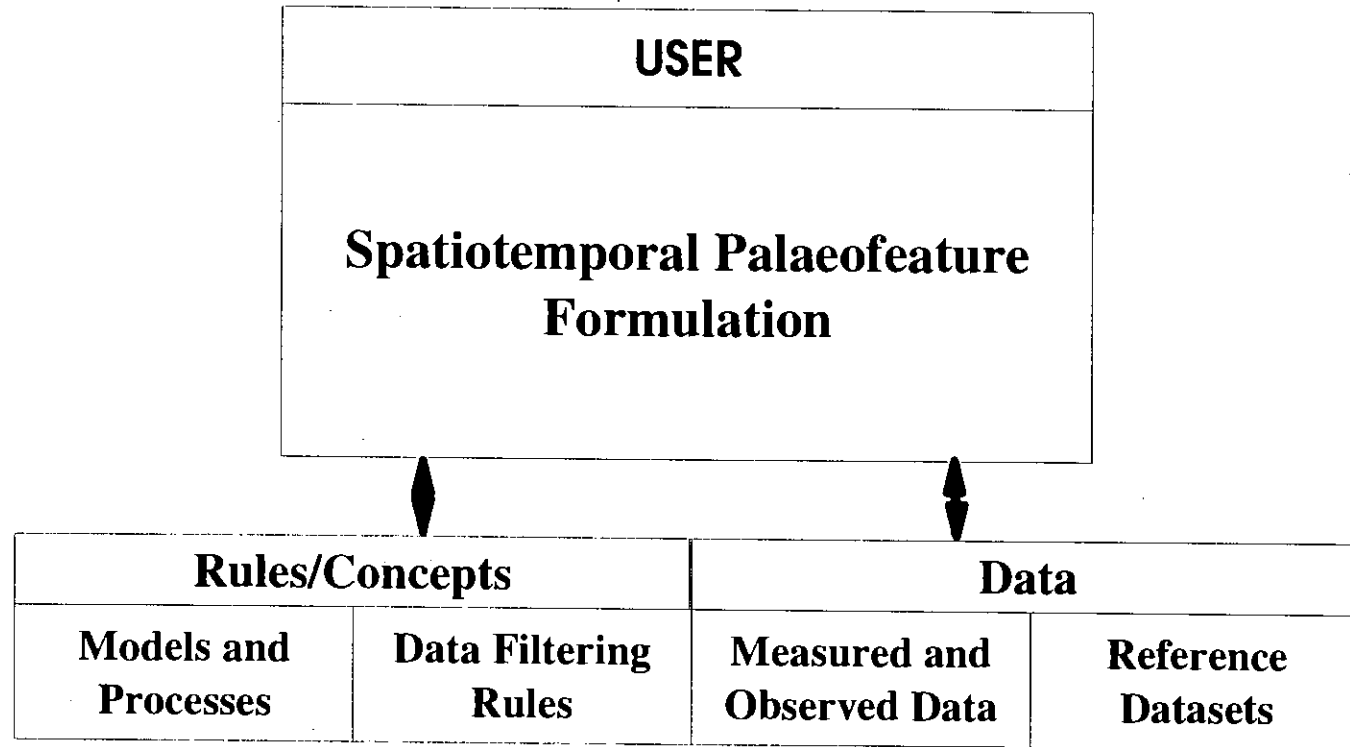 USER
Spatiotemporal Palaeofeature
Formulation
Rules/Concepts
Data
Models and
Processes
Data Filtering
Rules
Measured and
Observed Data
Reference
Datasets